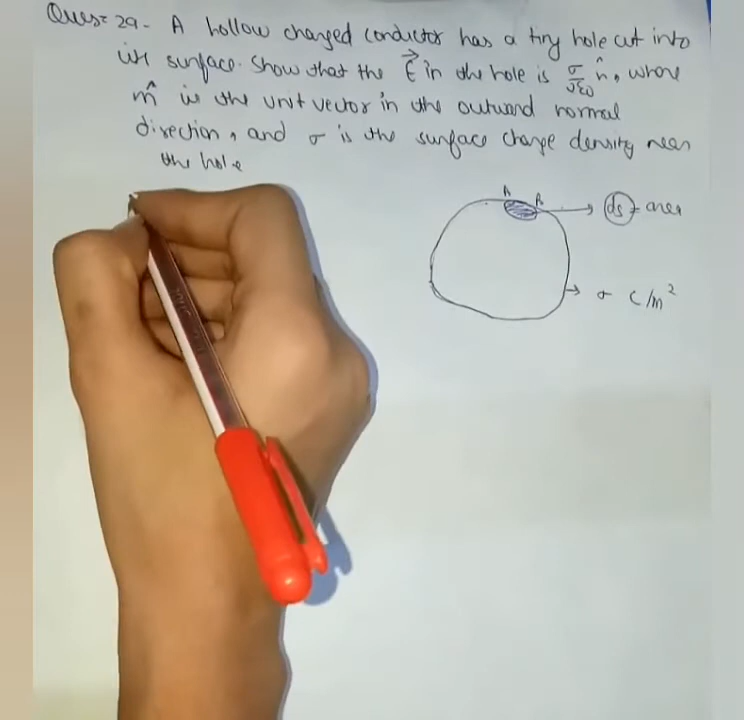 Ques= 29- A hollow charged conductor has a tiny hole cut into
its surface. Show that the E⃗ in the hole is σ/2ε₀ n̂, where
n̂ is the unit vector in the outward normal
direction, and σ is the surface charge density near
the hole
A B → ds = area
→ σ C/m²